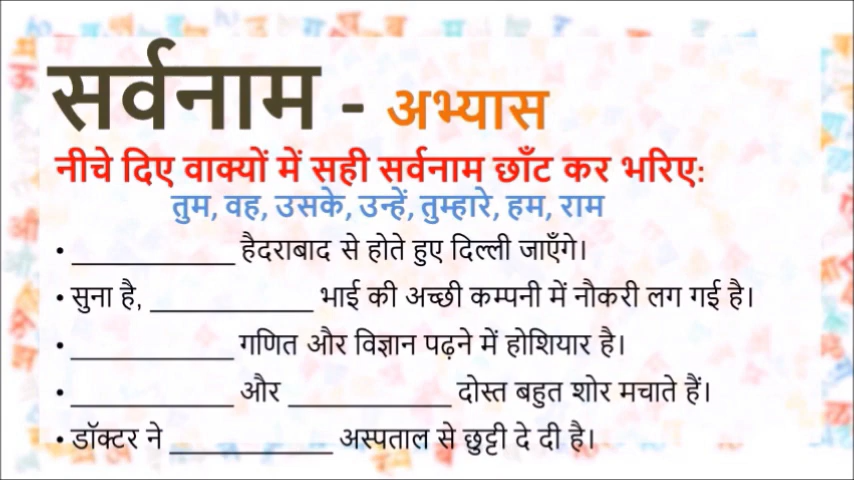 सर्वनाम - अभ्यास
नीचे दिए वाक्यों में सही सर्वनाम छाँट कर भरिए:
तुम, वह, उसके, उन्हें, तुम्हारे, हम, राम
• ____________ हैदराबाद से होते हुए दिल्ली जाएँगे।
• सुना है, ____________ भाई की अच्छी कम्पनी में नौकरी लग गई है।
• ____________ गणित और विज्ञान पढ़ने में होशियार है।
• ____________ और ____________ दोस्त बहुत शोर मचाते हैं।
• डॉक्टर ने ____________ अस्पताल से छुट्टी दे दी है।